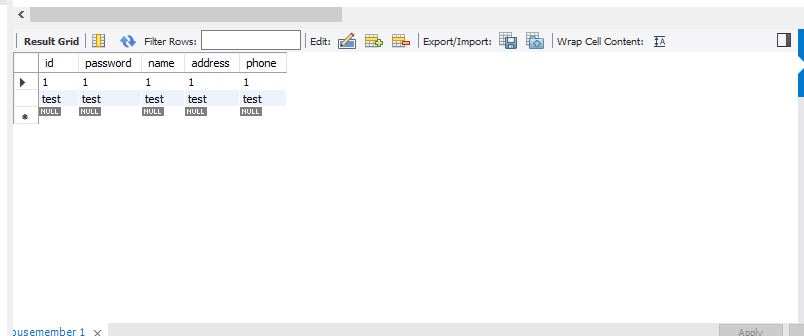 Result Grid Filter Rows: Edit: Export/Import: Wrap Cell Content: IA
id password name address phone
1 1 1 1 1
test test test test test
NULL NULL NULL NULL NULL
Apply
ousemember 1